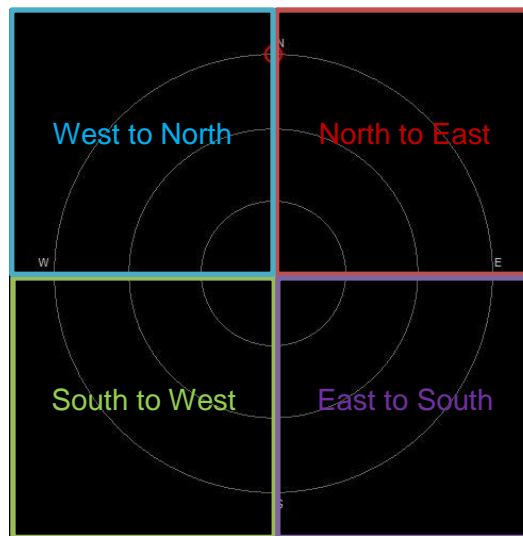 N
West to North
North to East
W
E
South to West
East to South
S